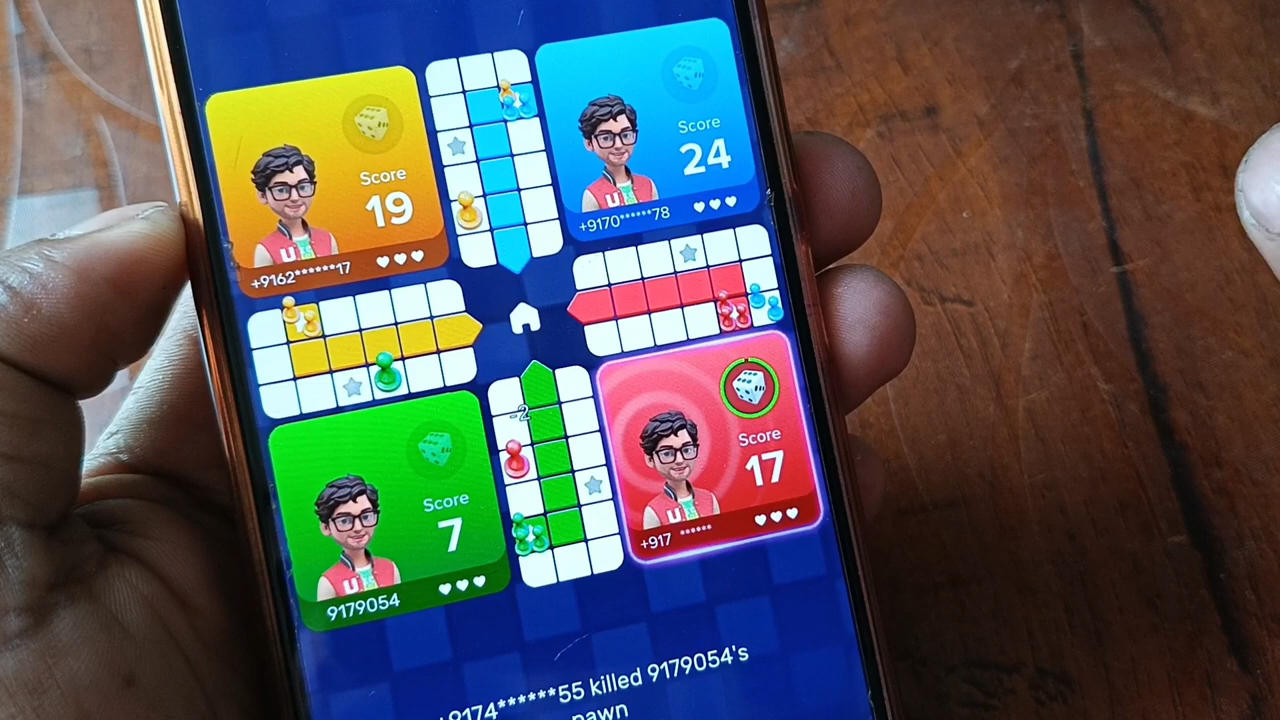 Score
24
+9170******78
Score
19
+9162******17
-2
Score
17
+917 ******
Score
7
9179054
9174******55 killed 9179054's
pawn